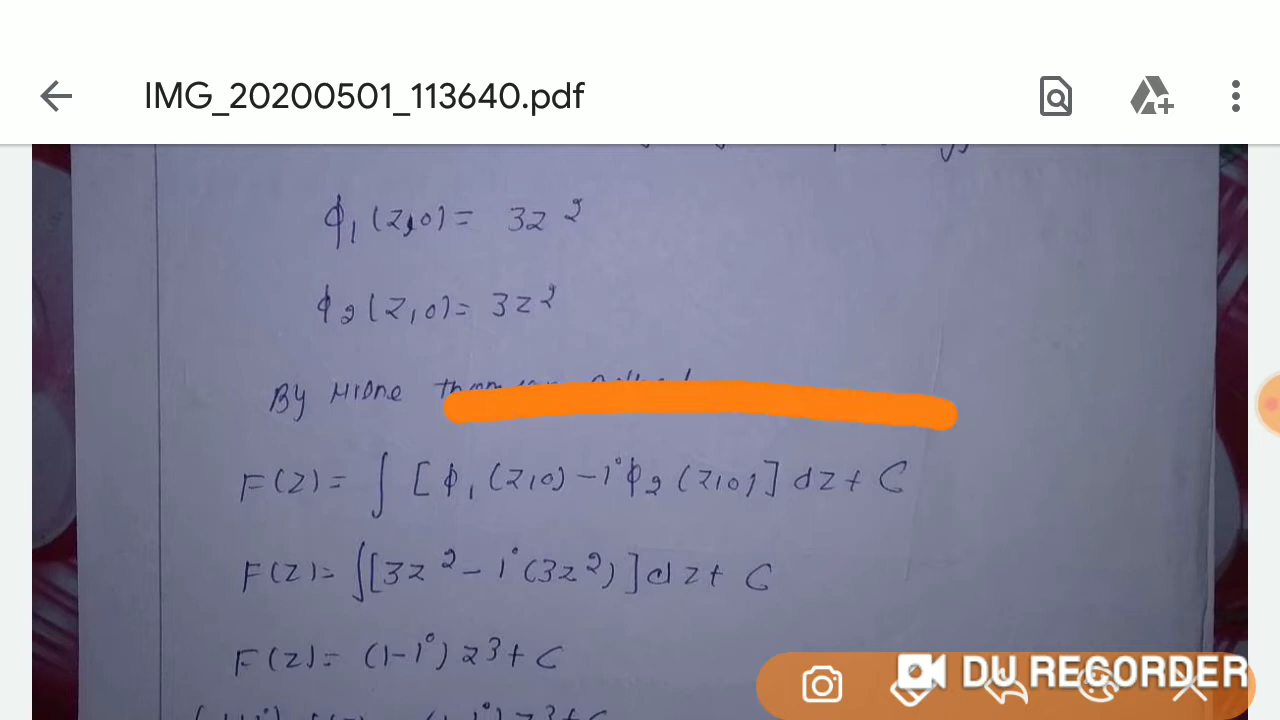 IMG_20200501_113640.pdf
ϕ₁(z,0) = 3z²
ϕ₂(z,0) = 3z²
By Milne
F(z) = ∫ [ϕ₁(z,0) - iϕ₂(z,0)] dz + C
F(z) = ∫[3z² - i(3z²)]dz + C
F(z) = (1-i) z³ + C
DU RECORDER